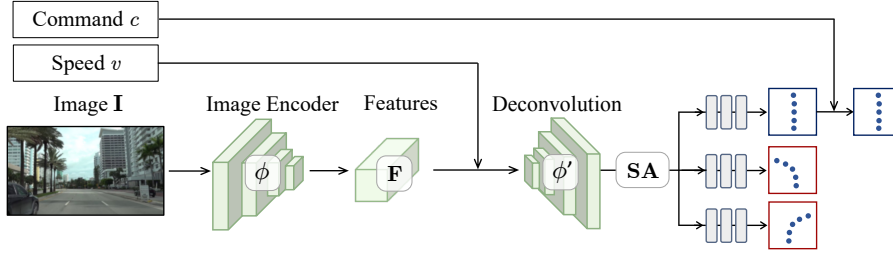 Command c
Speed v
Image I
Image Encoder
Features
Deconvolution
ϕ
F
ϕ'
SA